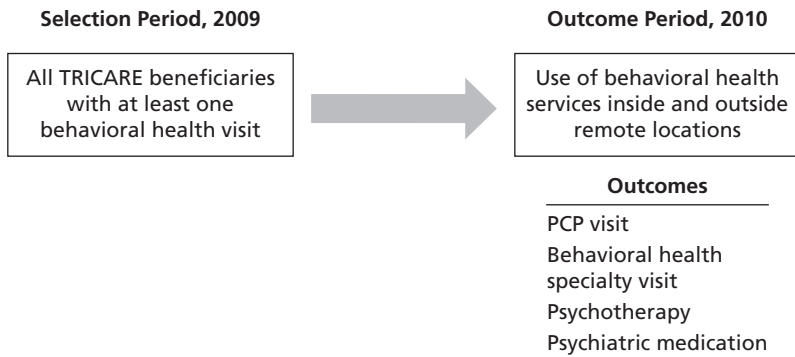 Selection Period, 2009
All TRICARE beneficiaries
with at least one
behavioral health visit
Outcome Period, 2010
Use of behavioral health
services inside and outside
remote locations
Outcomes
PCP visit
Behavioral health
specialty visit
Psychotherapy
Psychiatric medication